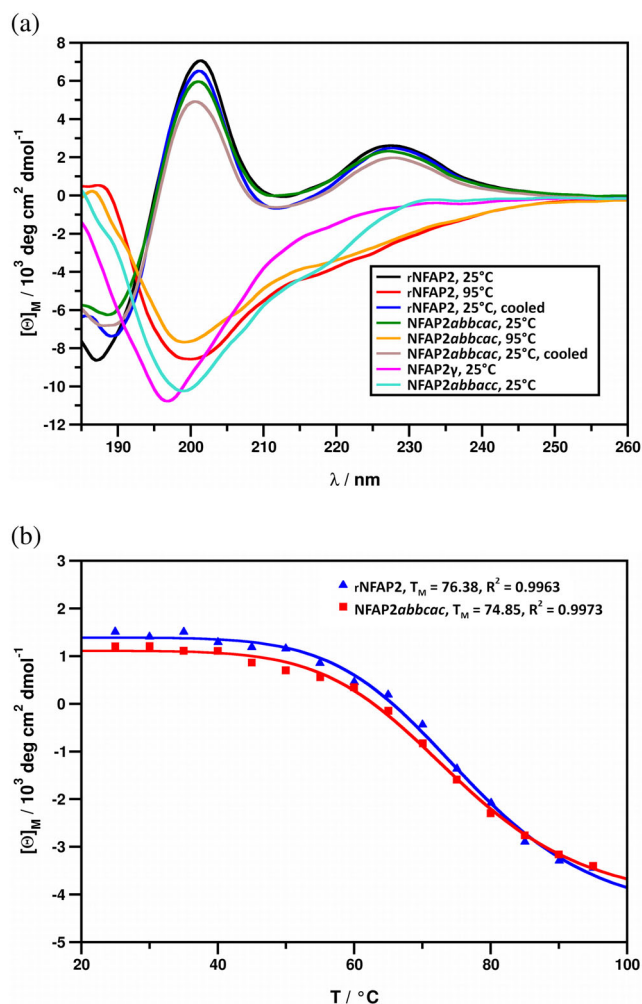 (a)
8
6
4
2
0
-2
-4
-6
-8
-10
-12
[Θ]M / 10³ deg cm² dmol⁻¹
rNFAP2, 25°C
rNFAP2, 95°C
rNFAP2, 25°C, cooled
NFAP2abbcac, 25°C
NFAP2abbcac, 95°C
NFAP2abbcac, 25°C, cooled
NFAP2γ, 25°C
NFAP2abbacc, 25°C
190 200 210 220 230 240 250 260
λ / nm
(b)
3
2
1
0
-1
-2
-3
-4
-5
[Θ]M / 10³ deg cm² dmol⁻¹
rNFAP2, TM = 76.38, R² = 0.9963
NFAP2abbcac, TM = 74.85, R² = 0.9973
20 40 60 80 100
T / °C